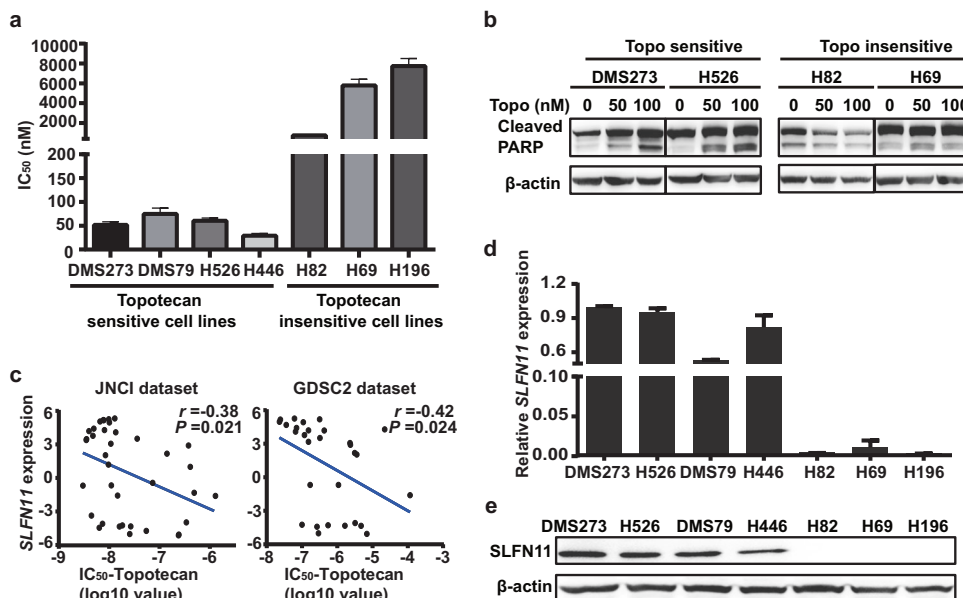 a
10000
8000
6000
4000
2000
200
150
100
50
0
IC50 (nM)
DMS273 DMS79 H526 H446 H82 H69 H196
Topotecan
sensitive cell lines
Topotecan
insensitive cell lines
b
Topo sensitive Topo insensitive
DMS273 H526 H82 H69
Topo (nM) 0 50 100 0 50 100 0 50 100 0 50 100
Cleaved
PARP
β-actin
c
JNCI dataset
r=-0.38
P=0.021
SLFN11 expression
6
3
0
-3
-6
-9 -8 -7 -6 -5
IC50-Topotecan
(log10 value)
GDSC2 dataset
r=-0.42
P=0.024
6
3
0
-3
-6
-8 -7 -6 -5 -4 -3
IC50-Topotecan
(log10 value)
d
Relative SLFN11 expression
1.2
0.9
0.6
0.10
0.05
0.00
DMS273 H526 DMS79 H446 H82 H69 H196
e
DMS273 H526 DMS79 H446 H82 H69 H196
SLFN11
β-actin